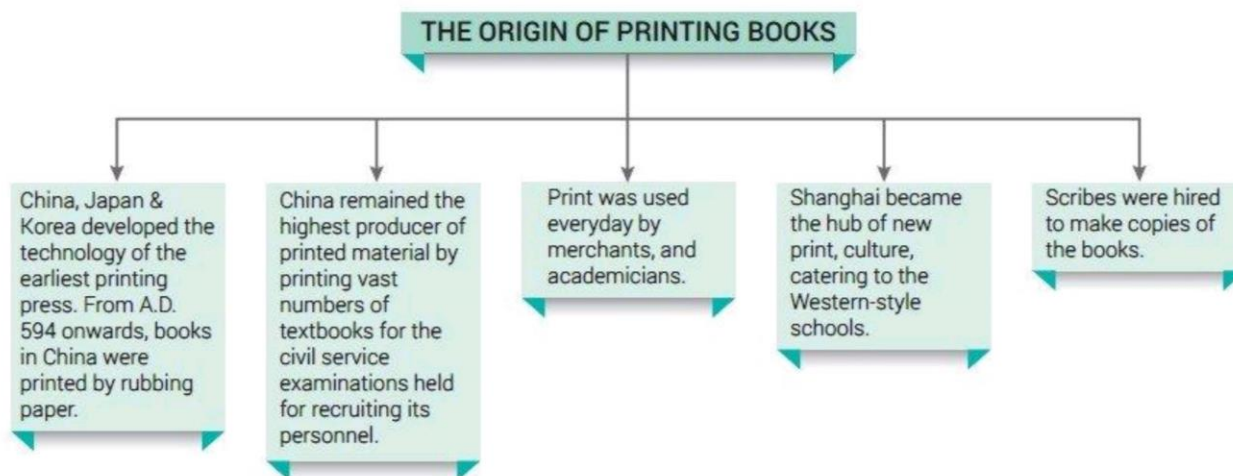 THE ORIGIN OF PRINTING BOOKS
China, Japan &
Korea developed the
technology of the
earliest printing
press. From A.D.
594 onwards, books
in China were
printed by rubbing
paper.
China remained the
highest producer of
printed material by
printing vast
numbers of
textbooks for the
civil service
examinations held
for recruiting its
personnel.
Print was used
everyday by
merchants, and
academicians.
Shanghai became
the hub of new
print, culture,
catering to the
Western-style
schools.
Scribes were hired
to make copies of
the books.